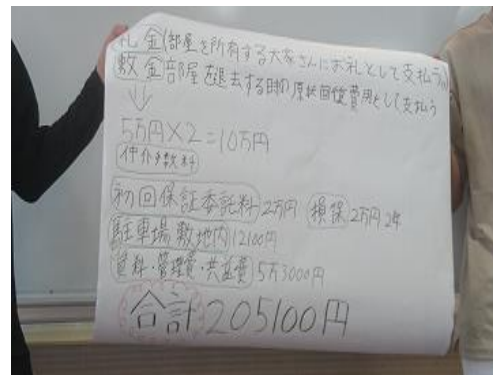 礼金(部屋を所有する大家さんにお礼として支払う)
敷金 部屋を退去する時の原状回復費用として支払う
5万円×2=10万円
仲介手数料
初回保証委託料 2万円 損保 2万円 2年
駐車場敷地内 12100円
賃料・管理費・共益費 5万3000円
合計 205100円